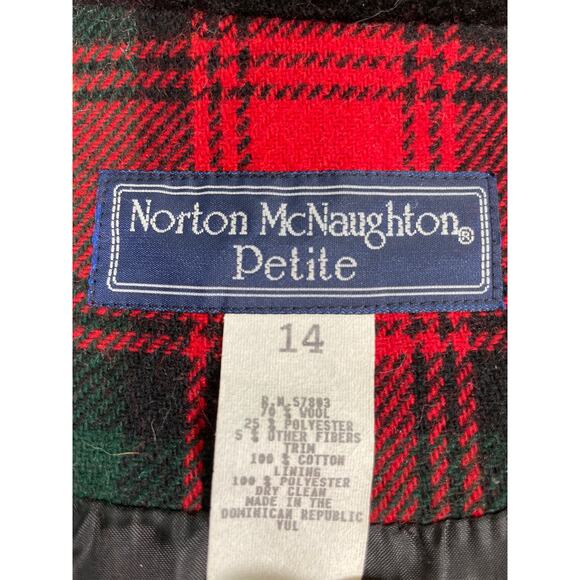 Norton McNaughton®
Petite
14
R.N.57803
70 % WOOL
25 % POLYESTER
5 % OTHER FIBERS
TRIM
100 % COTTON
LINING
100 % POLYESTER
DRY CLEAN
MADE IN THE
DOMINICAN REPUBLIC
YUL